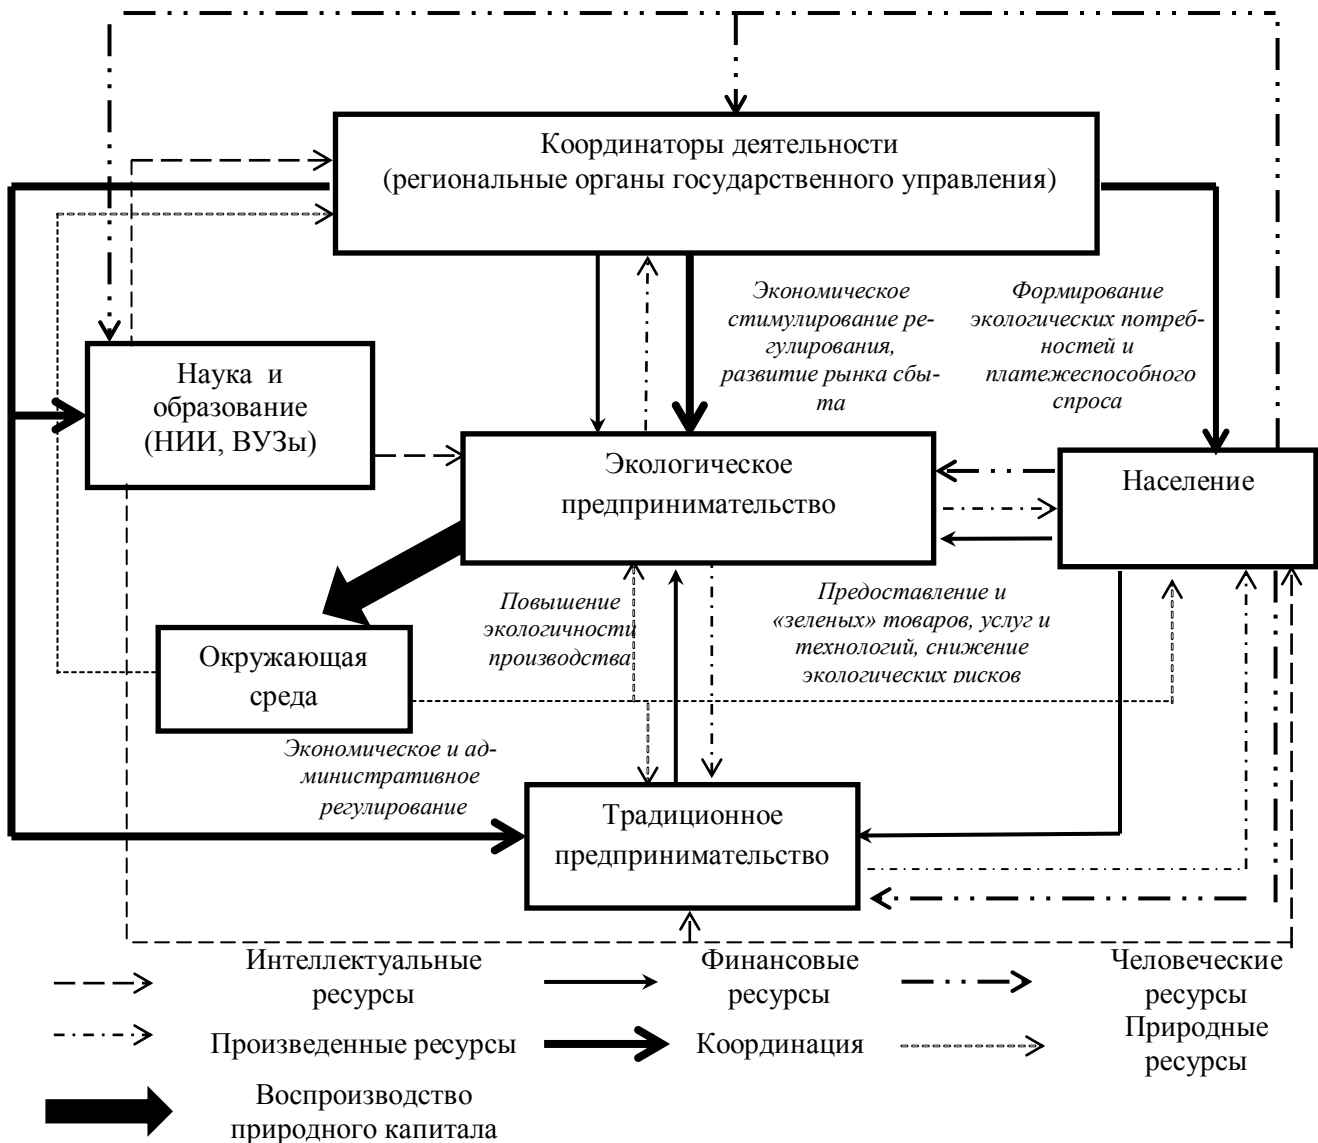 Координаторы деятельности
(региональные органы государственного управления)
Экономическое
стимулирование ре-
гулирования,
развитие рынка сбы-
та
Формирование
экологических потреб-
ностей и
платежеспособного
спроса
Наука и
образование
(НИИ, ВУЗы)
Экологическое
предпринимательство
Население
Повышение
экологичности
производства
Предоставление и
«зеленых» товаров, услуг и
технологий, снижение
экологических рисков
Окружающая
среда
Экономическое и ад-
министративное
регулирование
Традиционное
предпринимательство
Интеллектуальные
ресурсы
Финансовые
ресурсы
Человеческие
ресурсы
Произведенные ресурсы
Координация
Природные
ресурсы
Воспроизводство
природного капитала